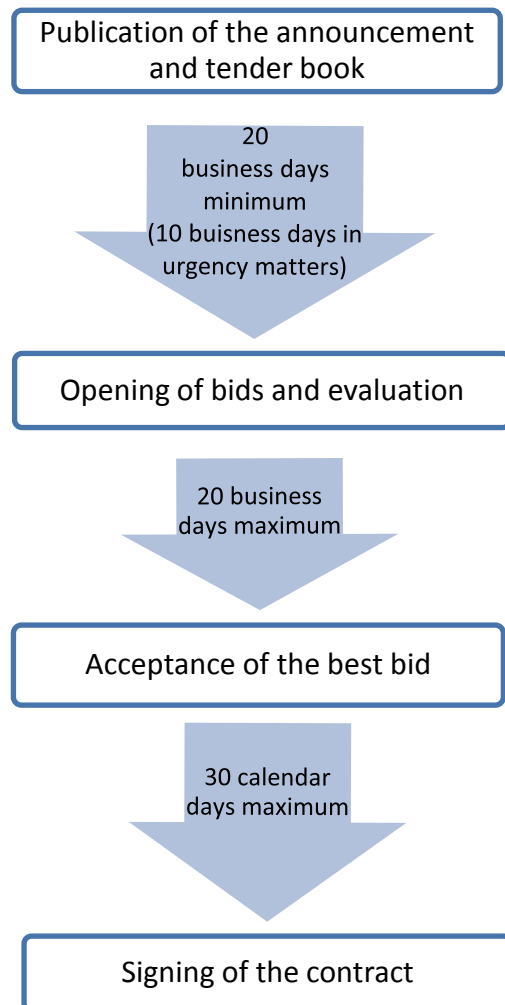 Publication of the announcement
and tender book
20
business days
minimum
(10 buisness days in
urgency matters)
Opening of bids and evaluation
20 business
days maximum
Acceptance of the best bid
30 calendar
days maximum
Signing of the contract